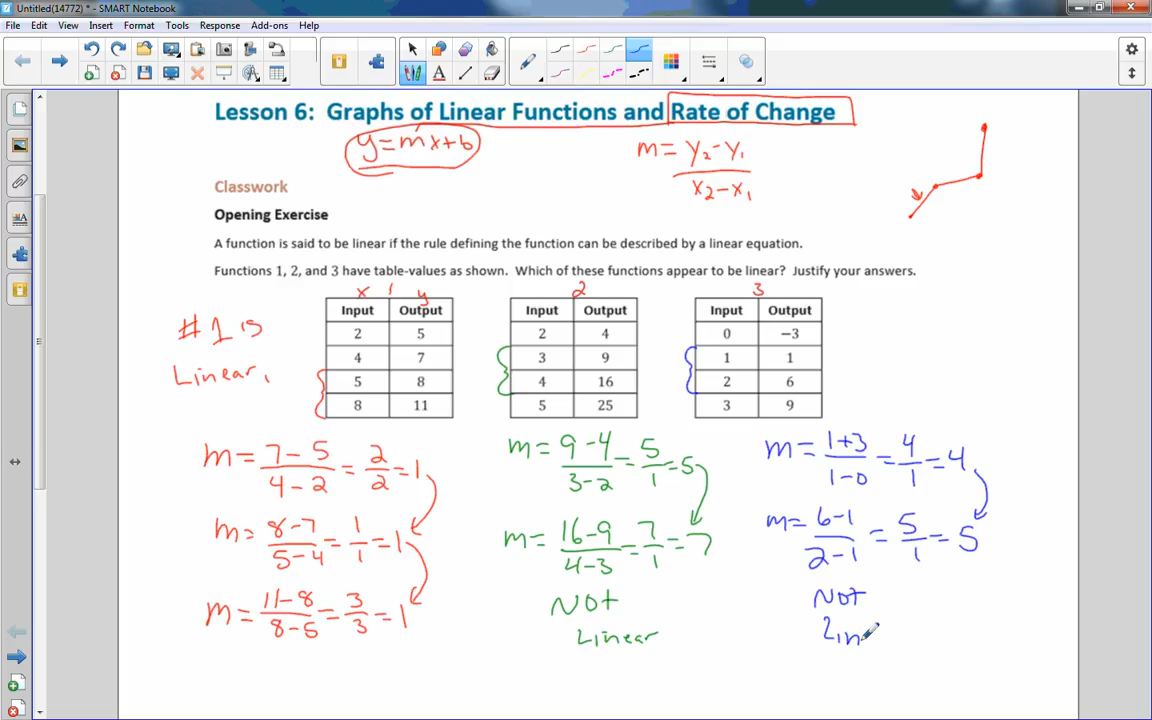 Untitled(14772) * - SMART Notebook
File Edit View Insert Format Tools Response Add-ons Help
Lesson 6: Graphs of Linear Functions and Rate of Change
y=mx+b
m= y2-y1
x2-x1
Classwork
Opening Exercise
A function is said to be linear if the rule defining the function can be described by a linear equation.
Functions 1, 2, and 3 have table-values as shown. Which of these functions appear to be linear? Justify your answers.
x 1 y 2 3
Input Output Input Output Input Output
2 5 2 4 0 −3
4 7 3 9 1 1
5 8 4 16 2 6
8 11 5 25 3 9
#1 is
Linear.
m= 7-5 = 2 =1
4-2 2
m= 8-7 = 1 =1
5-4 1
m= 11-8 = 3 =1
8-5 3
m= 9-4 = 5 =5
3-2 1
m= 16-9 = 7 =7
4-3 1
Not
Linear
m= 1+3 = 4 =4
1-0 1
m= 6-1 = 5 =5
2-1 1
Not
Lin